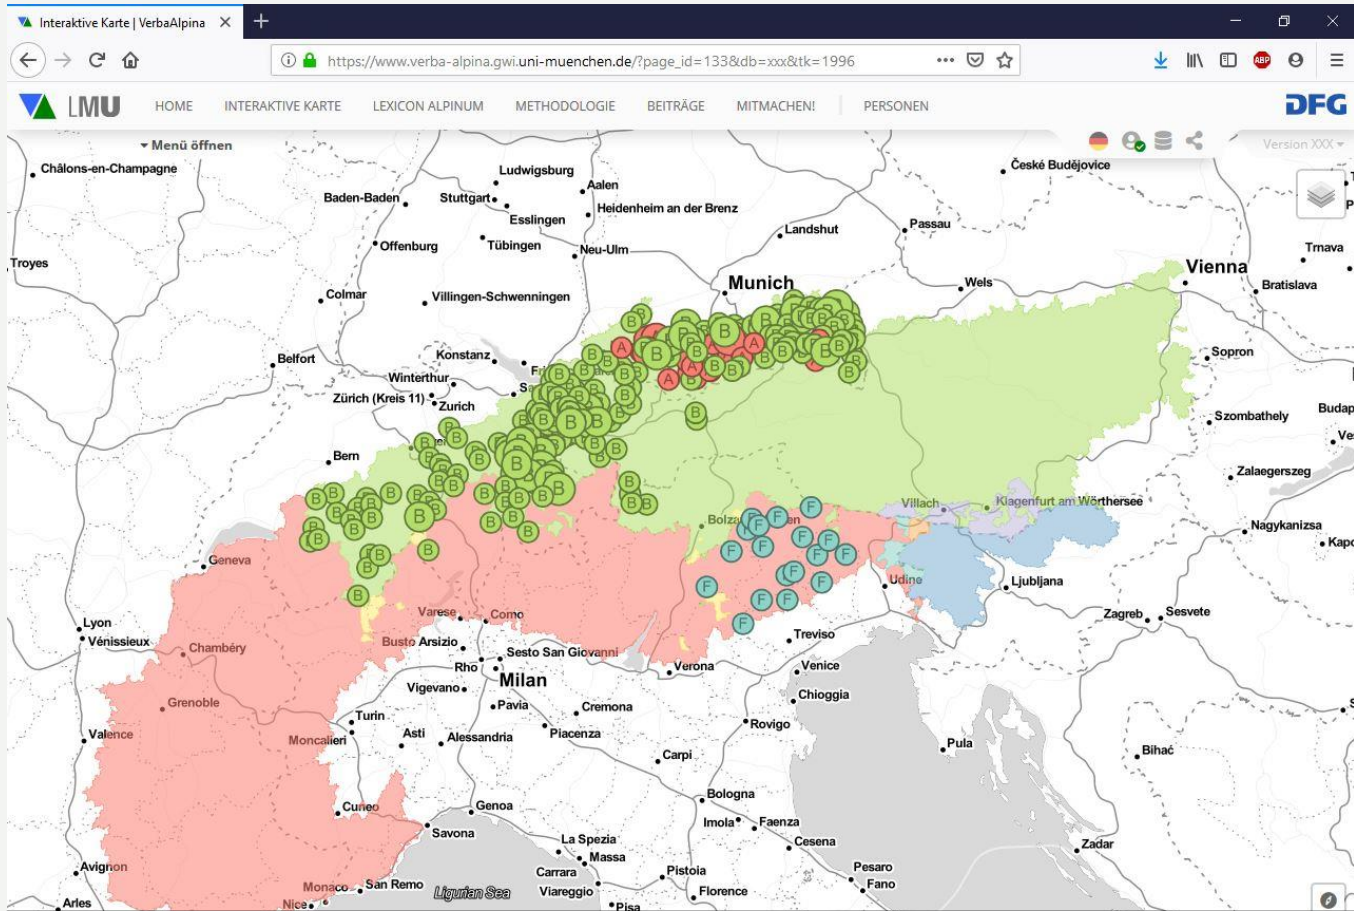 Interaktive Karte | VerbaAlpina
https://www.verba-alpina.gwi.uni-muenchen.de/?page_id=133&db=xxx&tk=1996
ABP
LMU HOME INTERAKTIVE KARTE LEXICON ALPINUM METHODOLOGIE BEITRÄGE MITMACHEN! PERSONEN DFG
Menü öffnen
Version XXX
Châlons-en-Champagne
Ludwigsburg
České Budějovice
Aalen
Baden-Baden
Stuttgart
Heidenheim an der Brenz
Esslingen
Landshut
Passau
Offenburg
Tübingen
Neu-Ulm
Trnava
Troyes
Vienna
Munich
Wels
Bratislava
Colmar
Villingen-Schwenningen
Belfort
Konstanz
Sopron
Winterthur
Zürich (Kreis 11)
Zurich
Szombathely
Bern
Zalaegerszeg
Villach
Klagenfurt am Wörthersee
Nagykanizsa
Geneva
Udine
Ljubljana
Varese
Como
Zagreb
Sesvete
Lyon
Vénissieux
Busto Arsizio
Treviso
Chambéry
Sesto San Giovanni
Rho
Verona
Venice
Milan
Vigevano
Chioggia
Grenoble
Pavia
Cremona
Turin
Rovigo
Valence
Moncalieri
Asti
Alessandria
Piacenza
Carpi
Pula
Bihać
Bologna
Cuneo
Genoa
Imola
Faenza
Savona
La Spezia
Cesena
Zadar
Massa
Avignon
Carrara
Pistoia
Pesaro
Monaco
San Remo
Ligurian Sea
Viareggio
Florence
Fano
Arles
Nice
Pisa